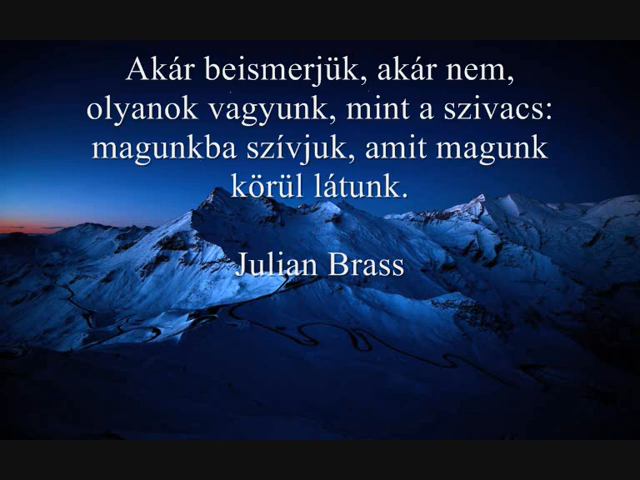 Akár beismerjük, akár nem,
olyanok vagyunk, mint a szivacs:
magunkba szívjuk, amit magunk
körül látunk.
Julian Brass